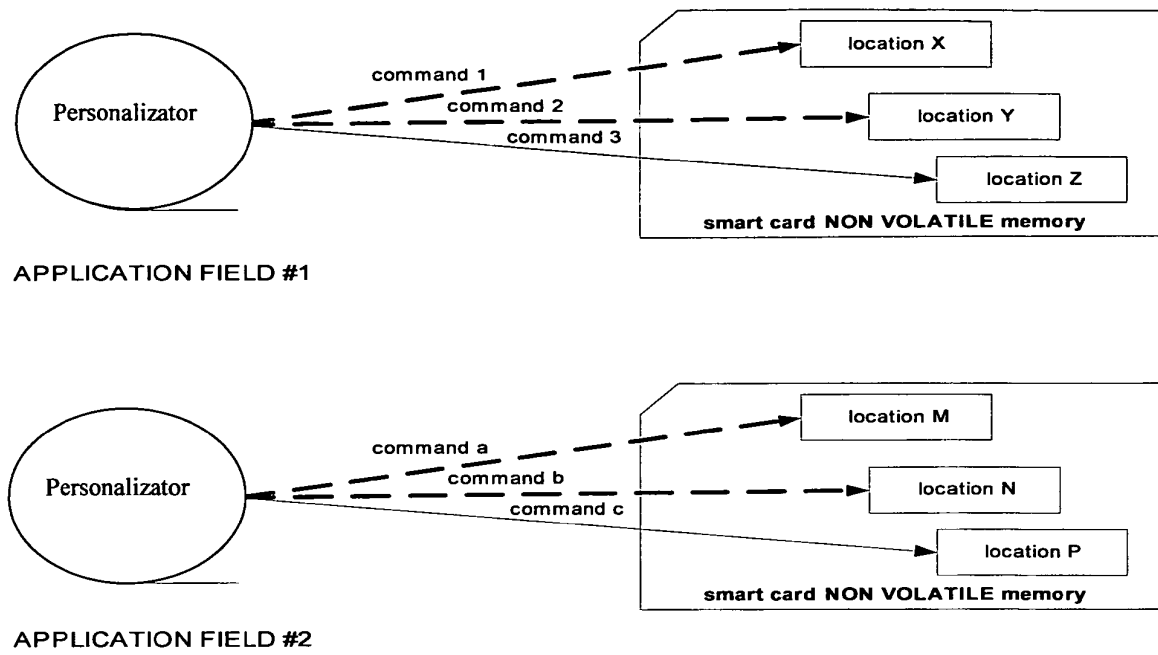 location X
command 1
Personalizator
command 2
location Y
command 3
location Z
smart card NON VOLATILE memory
APPLICATION FIELD #1
location M
command a
Personalizator
command b
location N
command c
location P
smart card NON VOLATILE memory
APPLICATION FIELD #2